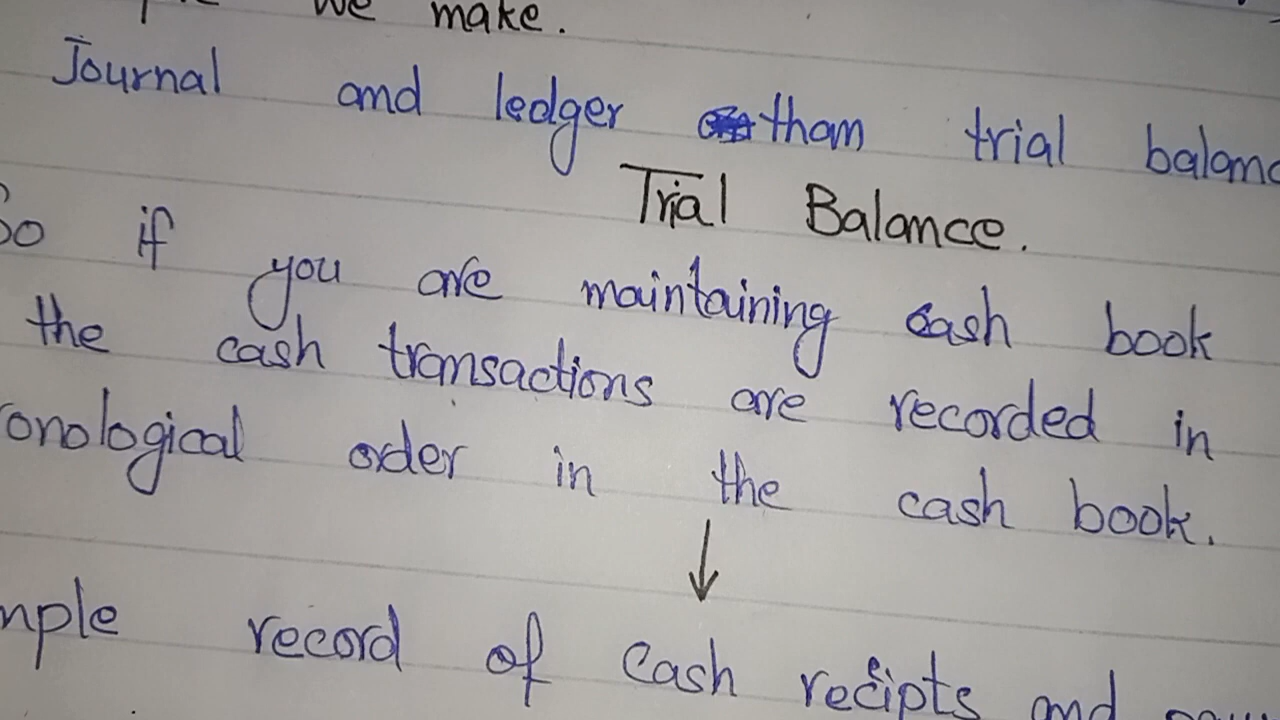 we make.
Journal and ledger than trial balanc
Trial Balance.
So if you are maintaining cash book
the cash transactions are recorded in
onological order in the cash book.
↓
mple record of Cash recipts and